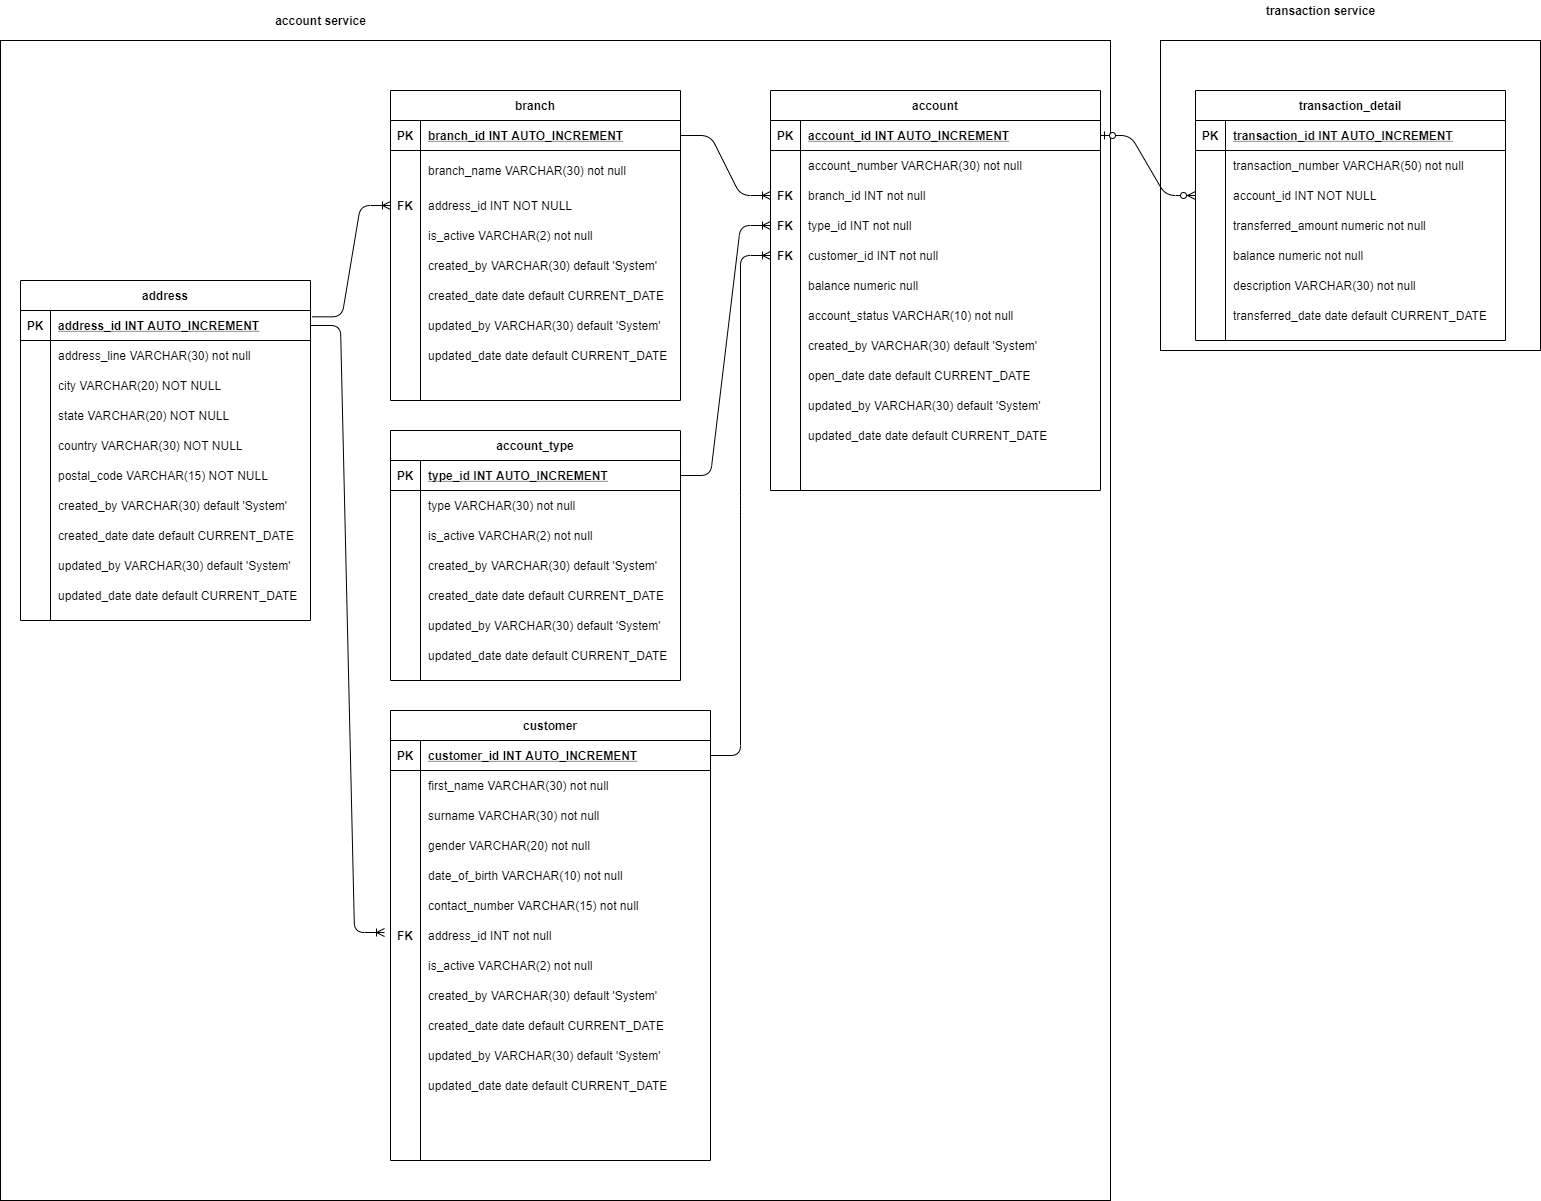 account service
transaction service
branch
PK branch_id INT AUTO_INCREMENT
branch_name VARCHAR(30) not null
FK address_id INT NOT NULL
is_active VARCHAR(2) not null
created_by VARCHAR(30) default 'System'
created_date date default CURRENT_DATE
updated_by VARCHAR(30) default 'System'
updated_date date default CURRENT_DATE
account
PK account_id INT AUTO_INCREMENT
account_number VARCHAR(30) not null
FK branch_id INT not null
FK type_id INT not null
FK customer_id INT not null
balance numeric null
account_status VARCHAR(10) not null
created_by VARCHAR(30) default 'System'
open_date date default CURRENT_DATE
updated_by VARCHAR(30) default 'System'
updated_date date default CURRENT_DATE
transaction_detail
PK transaction_id INT AUTO_INCREMENT
transaction_number VARCHAR(50) not null
account_id INT NOT NULL
transferred_amount numeric not null
balance numeric not null
description VARCHAR(30) not null
transferred_date date default CURRENT_DATE
address
PK address_id INT AUTO_INCREMENT
address_line VARCHAR(30) not null
city VARCHAR(20) NOT NULL
state VARCHAR(20) NOT NULL
country VARCHAR(30) NOT NULL
postal_code VARCHAR(15) NOT NULL
created_by VARCHAR(30) default 'System'
created_date date default CURRENT_DATE
updated_by VARCHAR(30) default 'System'
updated_date date default CURRENT_DATE
account_type
PK type_id INT AUTO_INCREMENT
type VARCHAR(30) not null
is_active VARCHAR(2) not null
created_by VARCHAR(30) default 'System'
created_date date default CURRENT_DATE
updated_by VARCHAR(30) default 'System'
updated_date date default CURRENT_DATE
customer
PK customer_id INT AUTO_INCREMENT
first_name VARCHAR(30) not null
surname VARCHAR(30) not null
gender VARCHAR(20) not null
date_of_birth VARCHAR(10) not null
contact_number VARCHAR(15) not null
FK address_id INT not null
is_active VARCHAR(2) not null
created_by VARCHAR(30) default 'System'
created_date date default CURRENT_DATE
updated_by VARCHAR(30) default 'System'
updated_date date default CURRENT_DATE